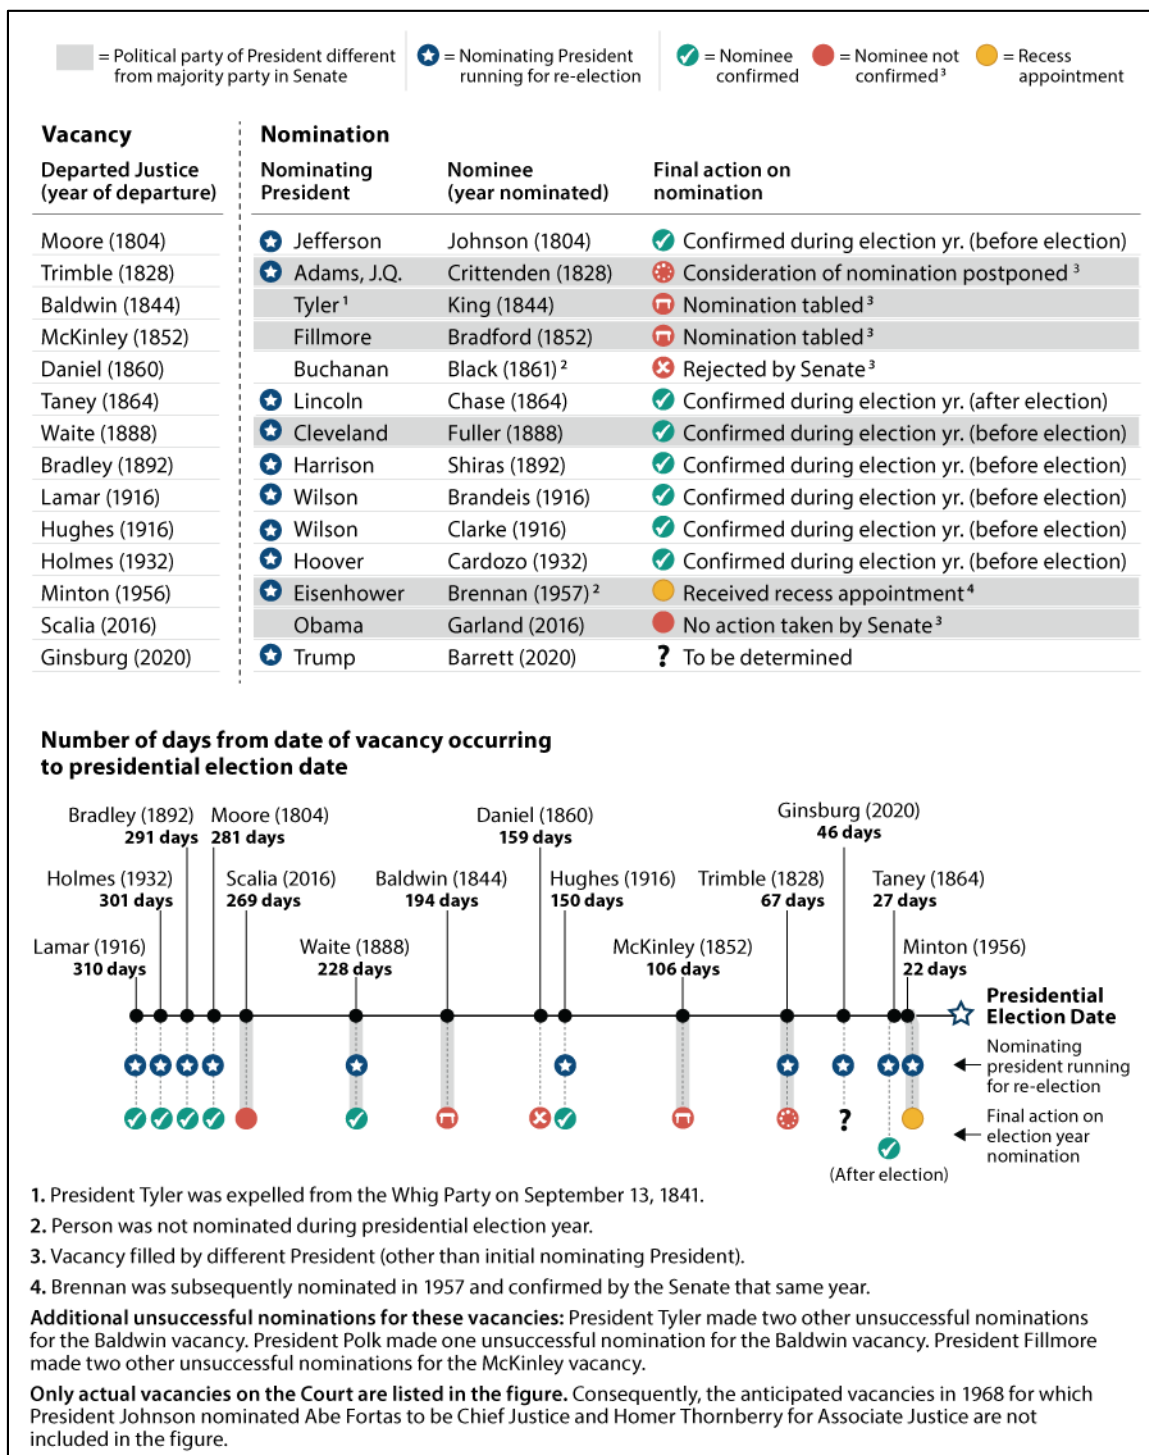 = Political party of President different
from majority party in Senate
= Nominating President
running for re-election
= Nominee
confirmed
= Nominee not
confirmed³
= Recess
appointment
Vacancy
Nomination
Departed Justice
(year of departure)
Nominating
President
Nominee
(year nominated)
Final action on
nomination
Moore (1804) Jefferson Johnson (1804) Confirmed during election yr. (before election)
Trimble (1828) Adams, J.Q. Crittenden (1828) Consideration of nomination postponed ³
Baldwin (1844) Tyler¹ King (1844) Nomination tabled³
McKinley (1852) Fillmore Bradford (1852) Nomination tabled³
Daniel (1860) Buchanan Black (1861)² Rejected by Senate³
Taney (1864) Lincoln Chase (1864) Confirmed during election yr. (after election)
Waite (1888) Cleveland Fuller (1888) Confirmed during election yr. (before election)
Bradley (1892) Harrison Shiras (1892) Confirmed during election yr. (before election)
Lamar (1916) Wilson Brandeis (1916) Confirmed during election yr. (before election)
Hughes (1916) Wilson Clarke (1916) Confirmed during election yr. (before election)
Holmes (1932) Hoover Cardozo (1932) Confirmed during election yr. (before election)
Minton (1956) Eisenhower Brennan (1957)² Received recess appointment⁴
Scalia (2016) Obama Garland (2016) No action taken by Senate³
Ginsburg (2020) Trump Barrett (2020) ? To be determined
Number of days from date of vacancy occurring
to presidential election date
Bradley (1892)
291 days
Moore (1804)
281 days
Daniel (1860)
159 days
Ginsburg (2020)
46 days
Holmes (1932)
301 days
Scalia (2016)
269 days
Baldwin (1844)
194 days
Hughes (1916)
150 days
Trimble (1828)
67 days
Taney (1864)
27 days
Lamar (1916)
310 days
Waite (1888)
228 days
McKinley (1852)
106 days
Minton (1956)
22 days
Presidential
Election Date
Nominating
president running
for re-election
?
Final action on
election year
nomination
(After election)
1. President Tyler was expelled from the Whig Party on September 13, 1841.
2. Person was not nominated during presidential election year.
3. Vacancy filled by different President (other than initial nominating President).
4. Brennan was subsequently nominated in 1957 and confirmed by the Senate that same year.
Additional unsuccessful nominations for these vacancies: President Tyler made two other unsuccessful nominations
for the Baldwin vacancy. President Polk made one unsuccessful nomination for the Baldwin vacancy. President Fillmore
made two other unsuccessful nominations for the McKinley vacancy.
Only actual vacancies on the Court are listed in the figure. Consequently, the anticipated vacancies in 1968 for which
President Johnson nominated Abe Fortas to be Chief Justice and Homer Thornberry for Associate Justice are not
included in the figure.